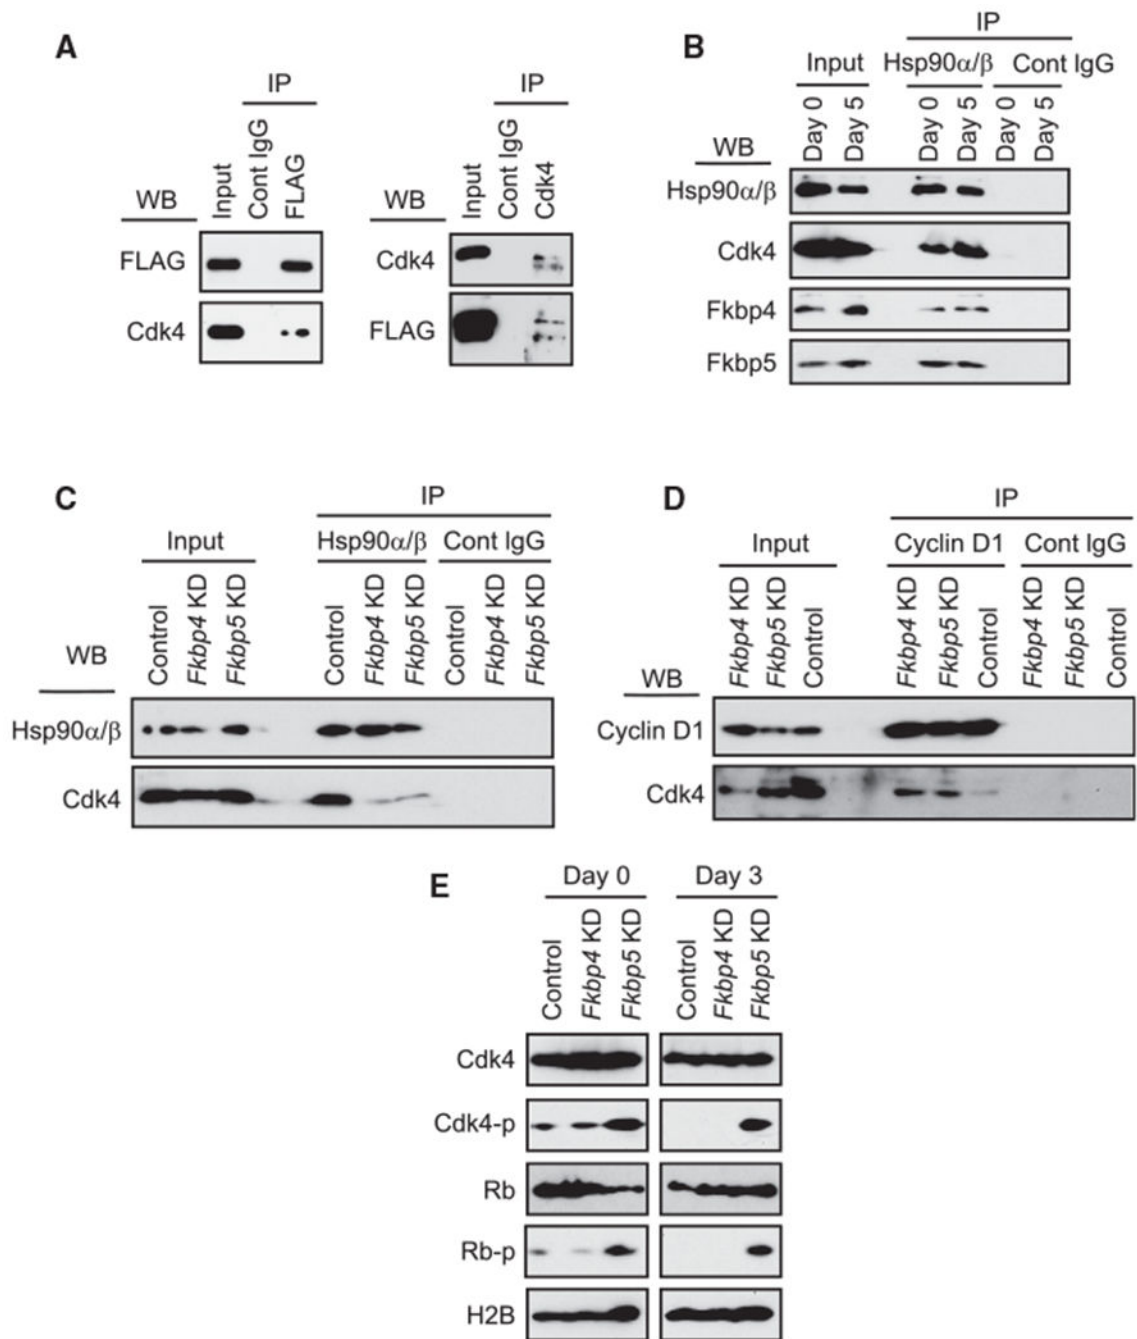 A
IP
WB
Input
Cont IgG
FLAG
FLAG
Cdk4
IP
WB
Input
Cont IgG
Cdk4
Cdk4
FLAG
B
IP
Input
Hsp90α/β
Cont IgG
WB
Day 0
Day 5
Day 0
Day 5
Day 0
Day 5
Hsp90α/β
Cdk4
Fkbp4
Fkbp5
C
IP
Input
Hsp90α/β
Cont IgG
WB
Control
Fkbp4 KD
Fkbp5 KD
Control
Fkbp4 KD
Fkbp5 KD
Control
Fkbp4 KD
Fkbp5 KD
Hsp90α/β
Cdk4
D
IP
Input
Cyclin D1
Cont IgG
WB
Fkbp4 KD
Fkbp5 KD
Control
Fkbp4 KD
Fkbp5 KD
Control
Fkbp4 KD
Fkbp5 KD
Control
Cyclin D1
Cdk4
E
Day 0
Day 3
Control
Fkbp4 KD
Fkbp5 KD
Control
Fkbp4 KD
Fkbp5 KD
Cdk4
Cdk4-p
Rb
Rb-p
H2B